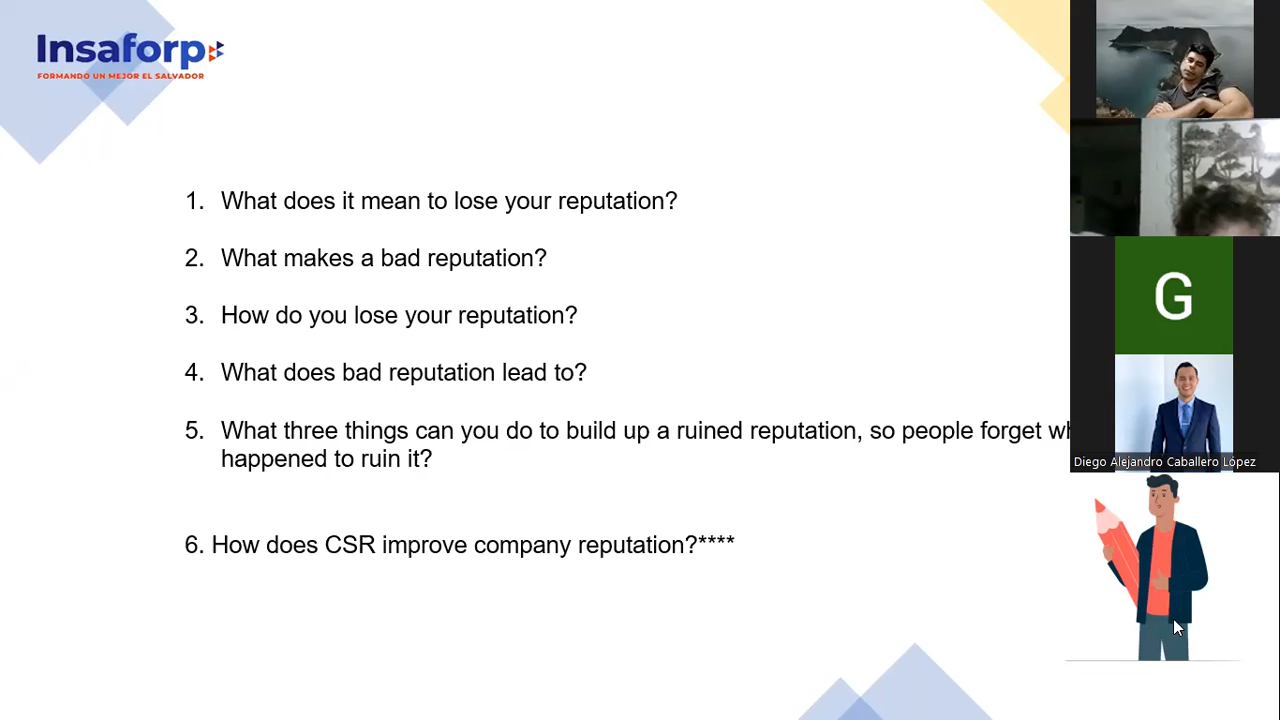 Insaforp
FORMANDO UN MEJOR EL SALVADOR
1. What does it mean to lose your reputation?
2. What makes a bad reputation?
3. How do you lose your reputation?
4. What does bad reputation lead to?
5. What three things can you do to build up a ruined reputation, so people forget
happened to ruin it?
6. How does CSR improve company reputation?****
G
Diego Alejandro Caballero López